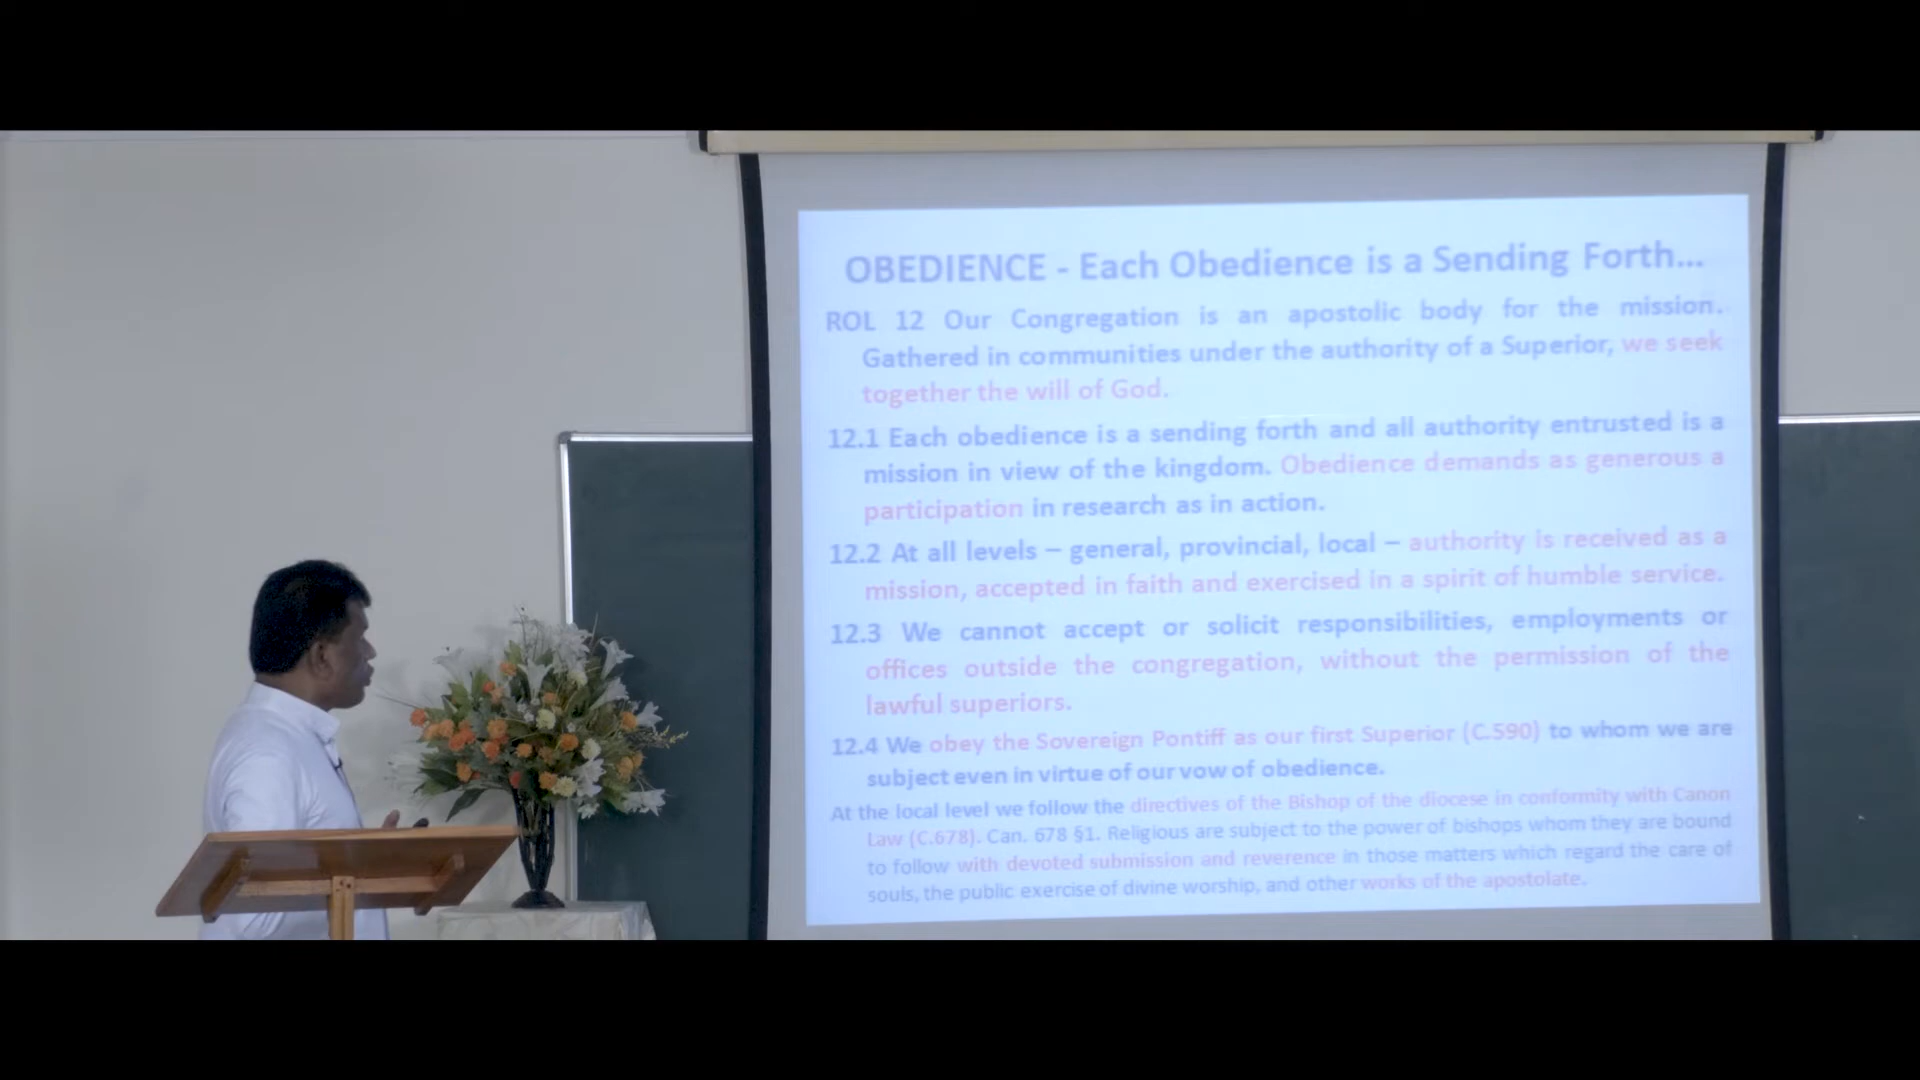 OBEDIENCE - Each Obedience is a Sending Forth...
ROL 12 Our Congregation is an apostolic body for the mission.
Gathered in communities under the authority of a Superior, we seek
together the will of God.
12.1 Each obedience is a sending forth and all authority entrusted is a
mission in view of the kingdom. Obedience demands as generous a
participation in research as in action.
12.2 At all levels – general, provincial, local – authority is received as a
mission, accepted in faith and exercised in a spirit of humble service.
12.3 We cannot accept or solicit responsibilities, employments or
offices outside the congregation, without the permission of the
lawful superiors.
12.4 We obey the Sovereign Pontiff as our first Superior (C.590) to whom we are
subject even in virtue of our vow of obedience.
At the local level we follow the directives of the Bishop of the diocese in conformity with Canon
Law (C.678). Can. 678 §1. Religious are subject to the power of bishops whom they are bound
to follow with devoted submission and reverence in those matters which regard the care of
souls, the public exercise of divine worship, and other works of the apostolate.